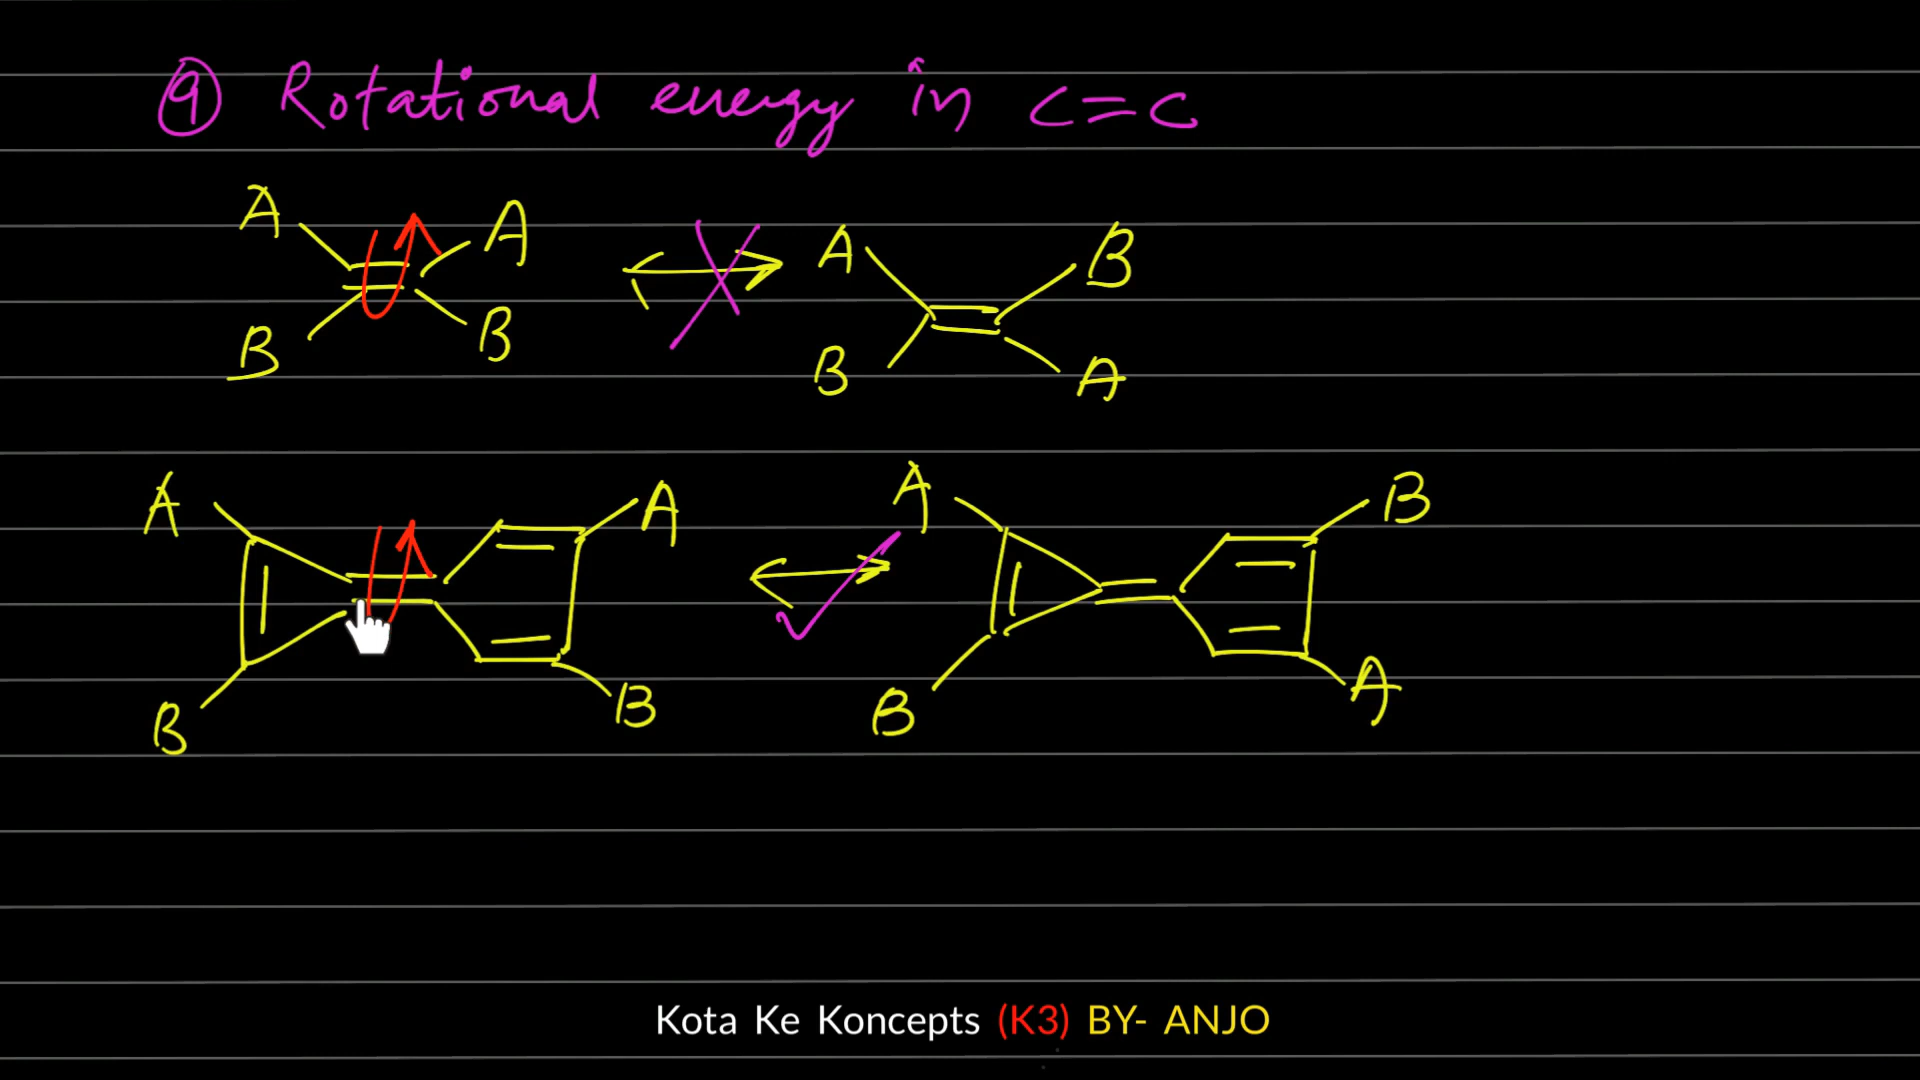 9 Rotational energy in C=C
A A A B
B B B A
A A A B
B B B A
Kota Ke Koncepts (K3) BY- ANJO